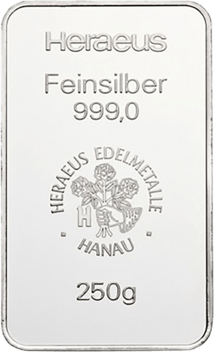 Heraeus
Feinsilber
999,0
HERAEUS EDELMETALLE
H
HANAU
250g